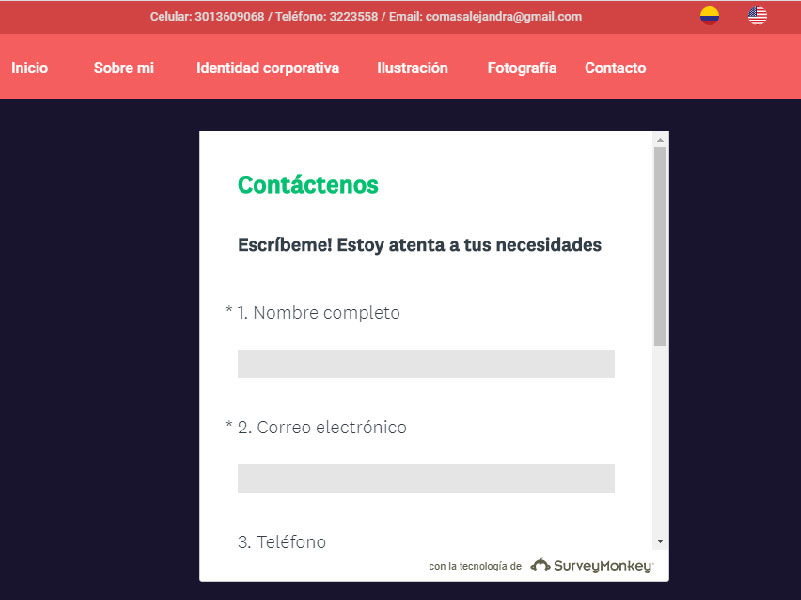 Celular: 3013609068 / Teléfono: 3223558 / Email: comasalejandra@gmail.com
Inicio Sobre mi Identidad corporativa Ilustración Fotografía Contacto
Contáctenos
Escríbeme! Estoy atenta a tus necesidades
* 1. Nombre completo
* 2. Correo electrónico
3. Teléfono
con la tecnología de SurveyMonkey